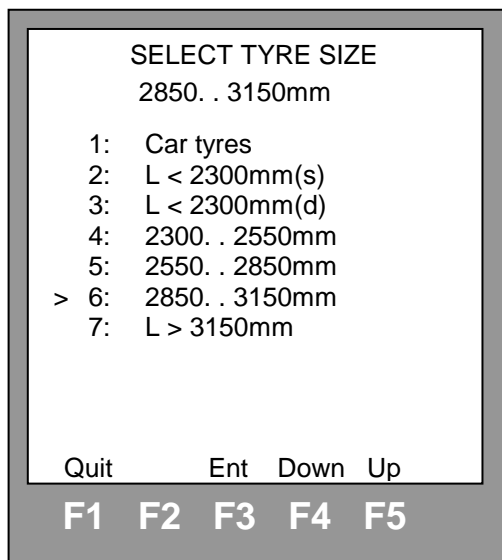 SELECT TYRE SIZE
2850. . 3150mm
1: Car tyres
2: L < 2300mm(s)
3: L < 2300mm(d)
4: 2300. . 2550mm
5: 2550. . 2850mm
> 6: 2850. . 3150mm
7: L > 3150mm
Quit Ent Down Up
F1 F2 F3 F4 F5